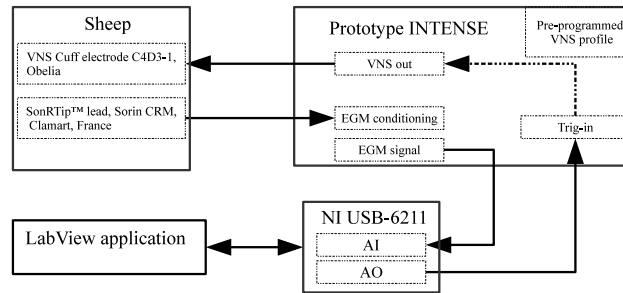 Sheep
VNS Cuff electrode C4D3-1,
Obelia
SonRTip™ lead, Sorin CRM,
Clamart, France
Prototype INTENSE
Pre-programmed
VNS profile
VNS out
EGM conditioning
Trig-in
EGM signal
NI USB-6211
AI
AO
LabView application